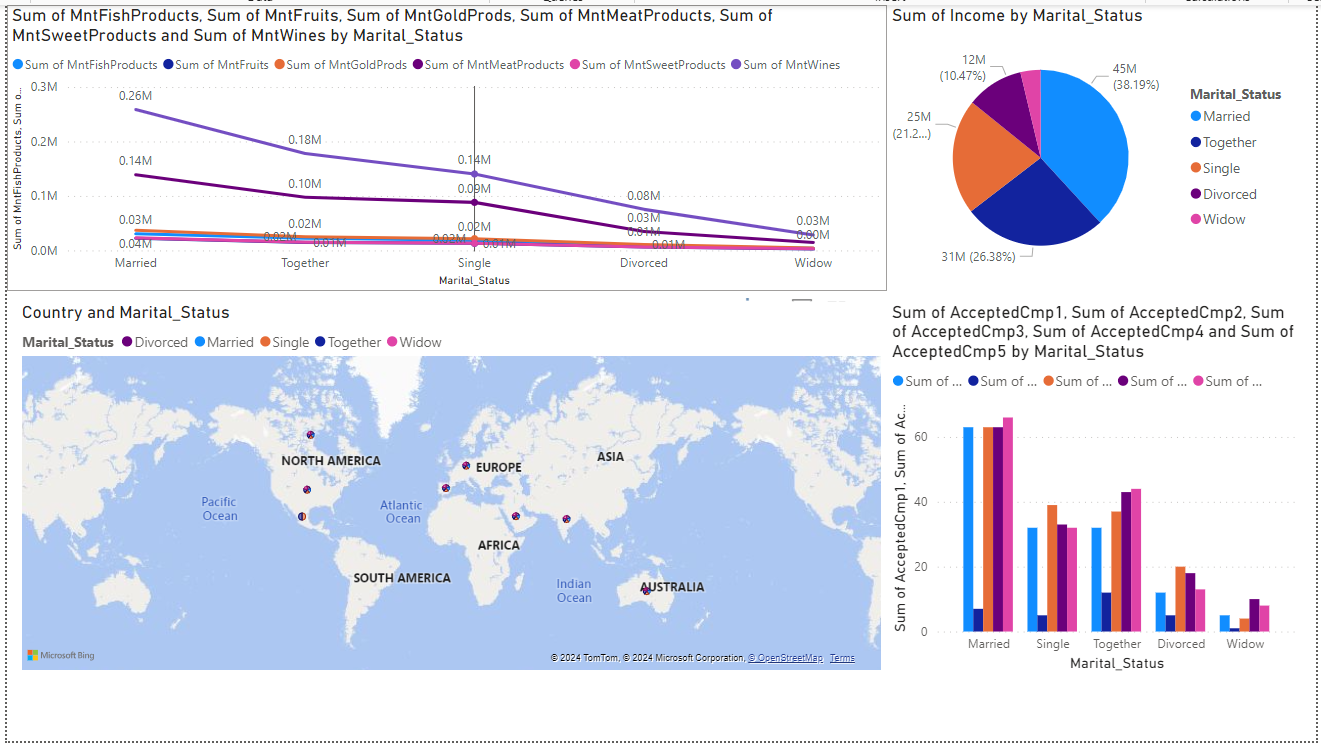 Sum of MntFishProducts, Sum of MntFruits, Sum of MntGoldProds, Sum of MntMeatProducts, Sum of
MntSweetProducts and Sum of MntWines by Marital_Status
Sum of MntFishProducts Sum of MntFruits Sum of MntGoldProds Sum of MntMeatProducts Sum of MntSweetProducts Sum of MntWines
Sum of MntFishProducts, Sum o...
0.3M
0.2M
0.1M
0.0M
0.26M
0.18M
0.14M
0.08M
0.03M
0.14M
0.10M
0.09M
0.03M
0.00M
0.03M
0.02M
0.02M
0.01M
0.04M
0.02M
0.01M
0.02M
0.01M
0.01M
Married Together Single Divorced Widow
Marital_Status
Sum of Income by Marital_Status
12M
(10.47%)
45M
(38.19%)
25M
(21.2...)
31M (26.38%)
Marital_Status
Married
Together
Single
Divorced
Widow
Country and Marital_Status
Marital_Status Divorced Married Single Together Widow
NORTH AMERICA
EUROPE
ASIA
Pacific
Ocean
Atlantic
Ocean
AFRICA
SOUTH AMERICA
Indian
Ocean
AUSTRALIA
Microsoft Bing
© 2024 TomTom, © 2024 Microsoft Corporation, © OpenStreetMap Terms
Sum of AcceptedCmp1, Sum of AcceptedCmp2, Sum
of AcceptedCmp3, Sum of AcceptedCmp4 and Sum of
AcceptedCmp5 by Marital_Status
Sum of ... Sum of ... Sum of ... Sum of ... Sum of ...
Sum of AcceptedCmp1, Sum of Ac...
60
40
20
0
Married Single Together Divorced Widow
Marital_Status